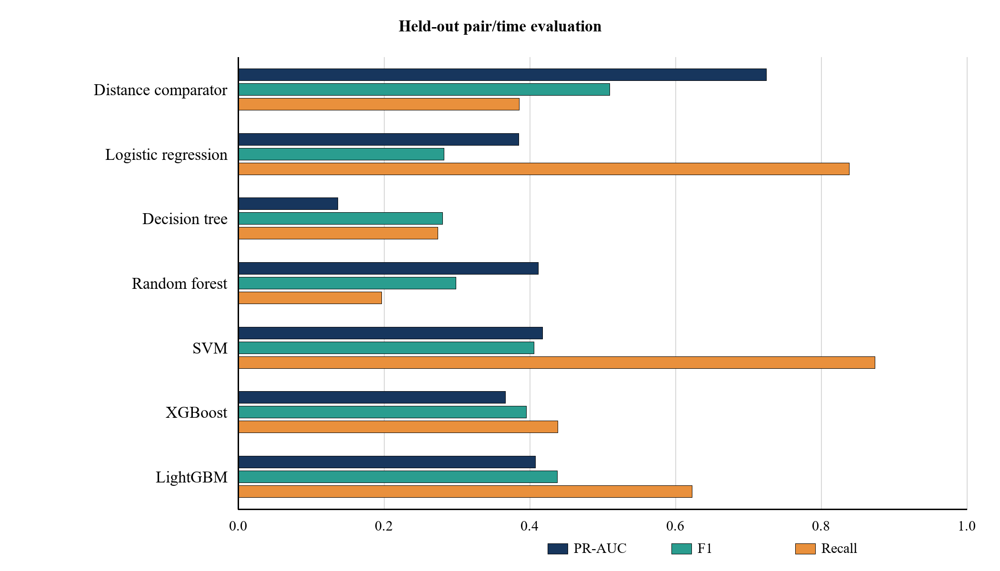 Held-out pair/time evaluation
Distance comparator
Logistic regression
Decision tree
Random forest
SVM
XGBoost
LightGBM
0.0 0.2 0.4 0.6 0.8 1.0
PR-AUC F1 Recall